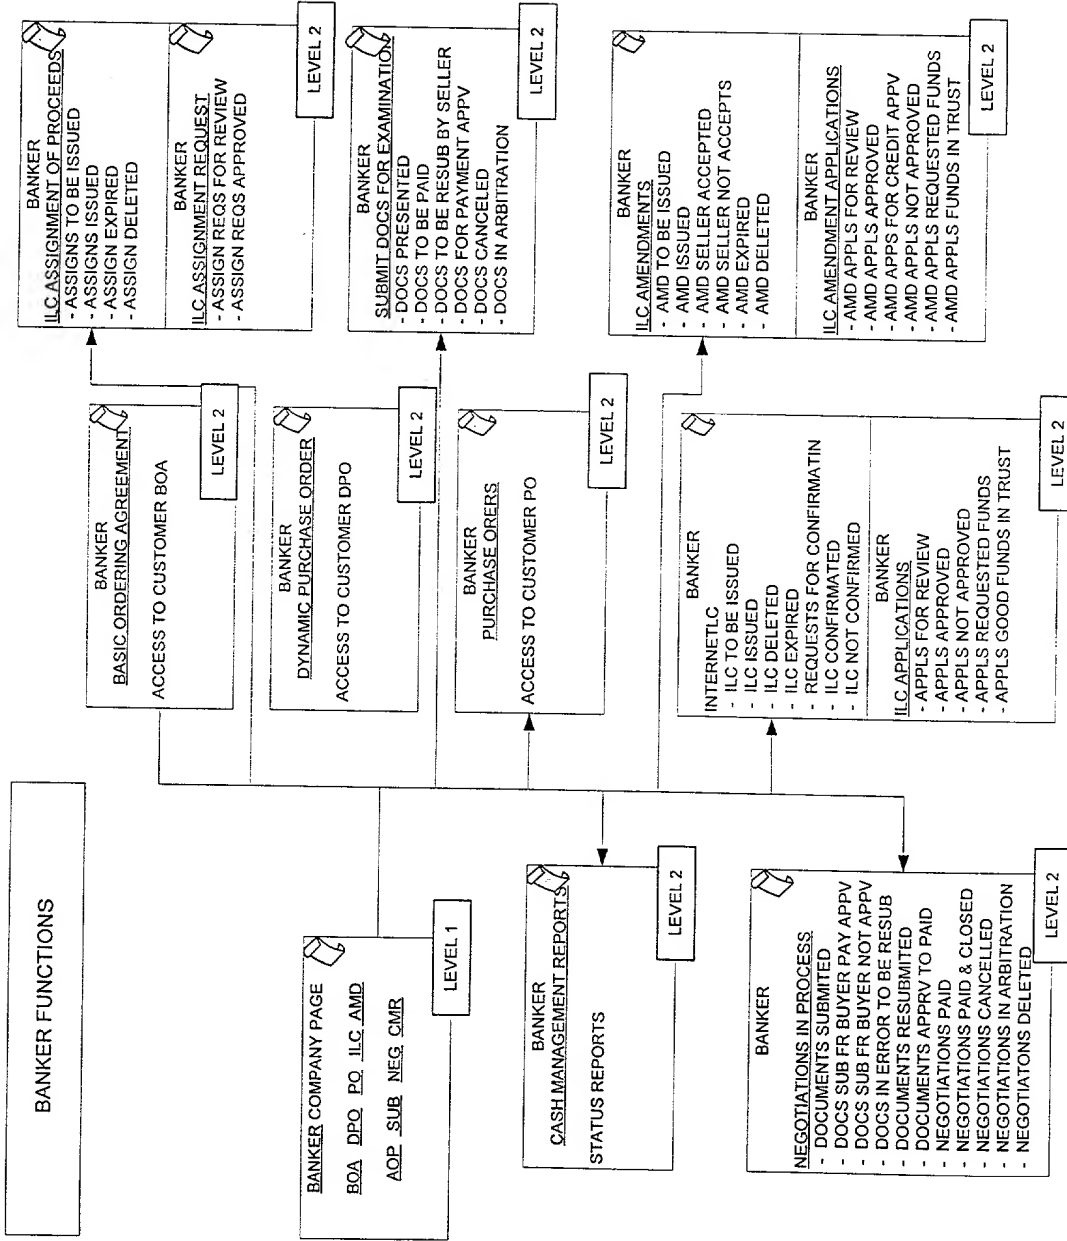 BANKER FUNCTIONS
BANKER COMPANY PAGE
BOA DPO PO ILC AMD
AOP SUB NEG CMR
LEVEL 1
BANKER
CASH MANAGEMENT REPORTS
STATUS REPORTS
LEVEL 2
BANKER
NEGOTIATIONS IN PROCESS
- DOCUMENTS SUBMITED
- DOCS SUB FR BUYER PAY APPV
- DOCS SUB FR BUYER NOT APPV
- DOCS IN ERROR TO BE RESUB
- DOCUMENTS RESUBMITED
- DOCUMENTS APPRV TO PAID
- NEGOTIATIONS PAID
- NEGOTIATIONS PAID & CLOSED
- NEGOTIATIONS CANCELLED
- NEGOTIATIONS IN ARBITRATION
- NEGOTIATONS DELETED
LEVEL 2
BANKER
BASIC ORDERING AGREEMENT
ACCESS TO CUSTOMER BOA
LEVEL 2
BANKER
DYNAMIC PURCHASE ORDER
ACCESS TO CUSTOMER DPO
LEVEL 2
BANKER
PURCHASE ORERS
ACCESS TO CUSTOMER PO
LEVEL 2
BANKER
INTERNETLC
- ILC TO BE ISSUED
- ILC ISSUED
- ILC DELETED
- ILC EXPIRED
- REQUESTS FOR CONFIRMATIN
- ILC CONFIRMATED
- ILC NOT CONFIRMED
BANKER
ILC APPLICATIONS
- APPLS FOR REVIEW
- APPLS APPROVED
- APPLS NOT APPROVED
- APPLS REQUESTED FUNDS
- APPLS GOOD FUNDS IN TRUST
LEVEL 2
BANKER
ILC ASSIGNMENT OF PROCEEDS
- ASSIGNS TO BE ISSUED
- ASSIGNS ISSUED
- ASSIGN EXPIRED
- ASSIGN DELETED
BANKER
ILC ASSIGNMENT REQUEST
- ASSIGN REQS FOR REVIEW
- ASSIGN REQS APPROVED
LEVEL 2
BANKER
SUBMIT DOCS FOR EXAMINATION
- DOCS PRESENTED
- DOCS TO BE PAID
- DOCS TO BE RESUB BY SELLER
- DOCS FOR PAYMENT APPV
- DOCS CANCELED
- DOCS IN ARBITRATION
LEVEL 2
BANKER
ILC AMENDMENTS
- AMD TO BE ISSUED
- AMD ISSUED
- AMD SELLER ACCEPTED
- AMD SELLER NOT ACCEPTS
- AMD EXPIRED
- AMD DELETED
BANKER
ILC AMENDMENT APPLICATIONS
- AMD APPLS FOR REVIEW
- AMD APPLS APPROVED
- AMD APPS FOR CREDIT APPV
- AMD APPLS NOT APPROVED
- AMD APPLS REQUESTED FUNDS
- AMD APPLS FUNDS IN TRUST
LEVEL 2